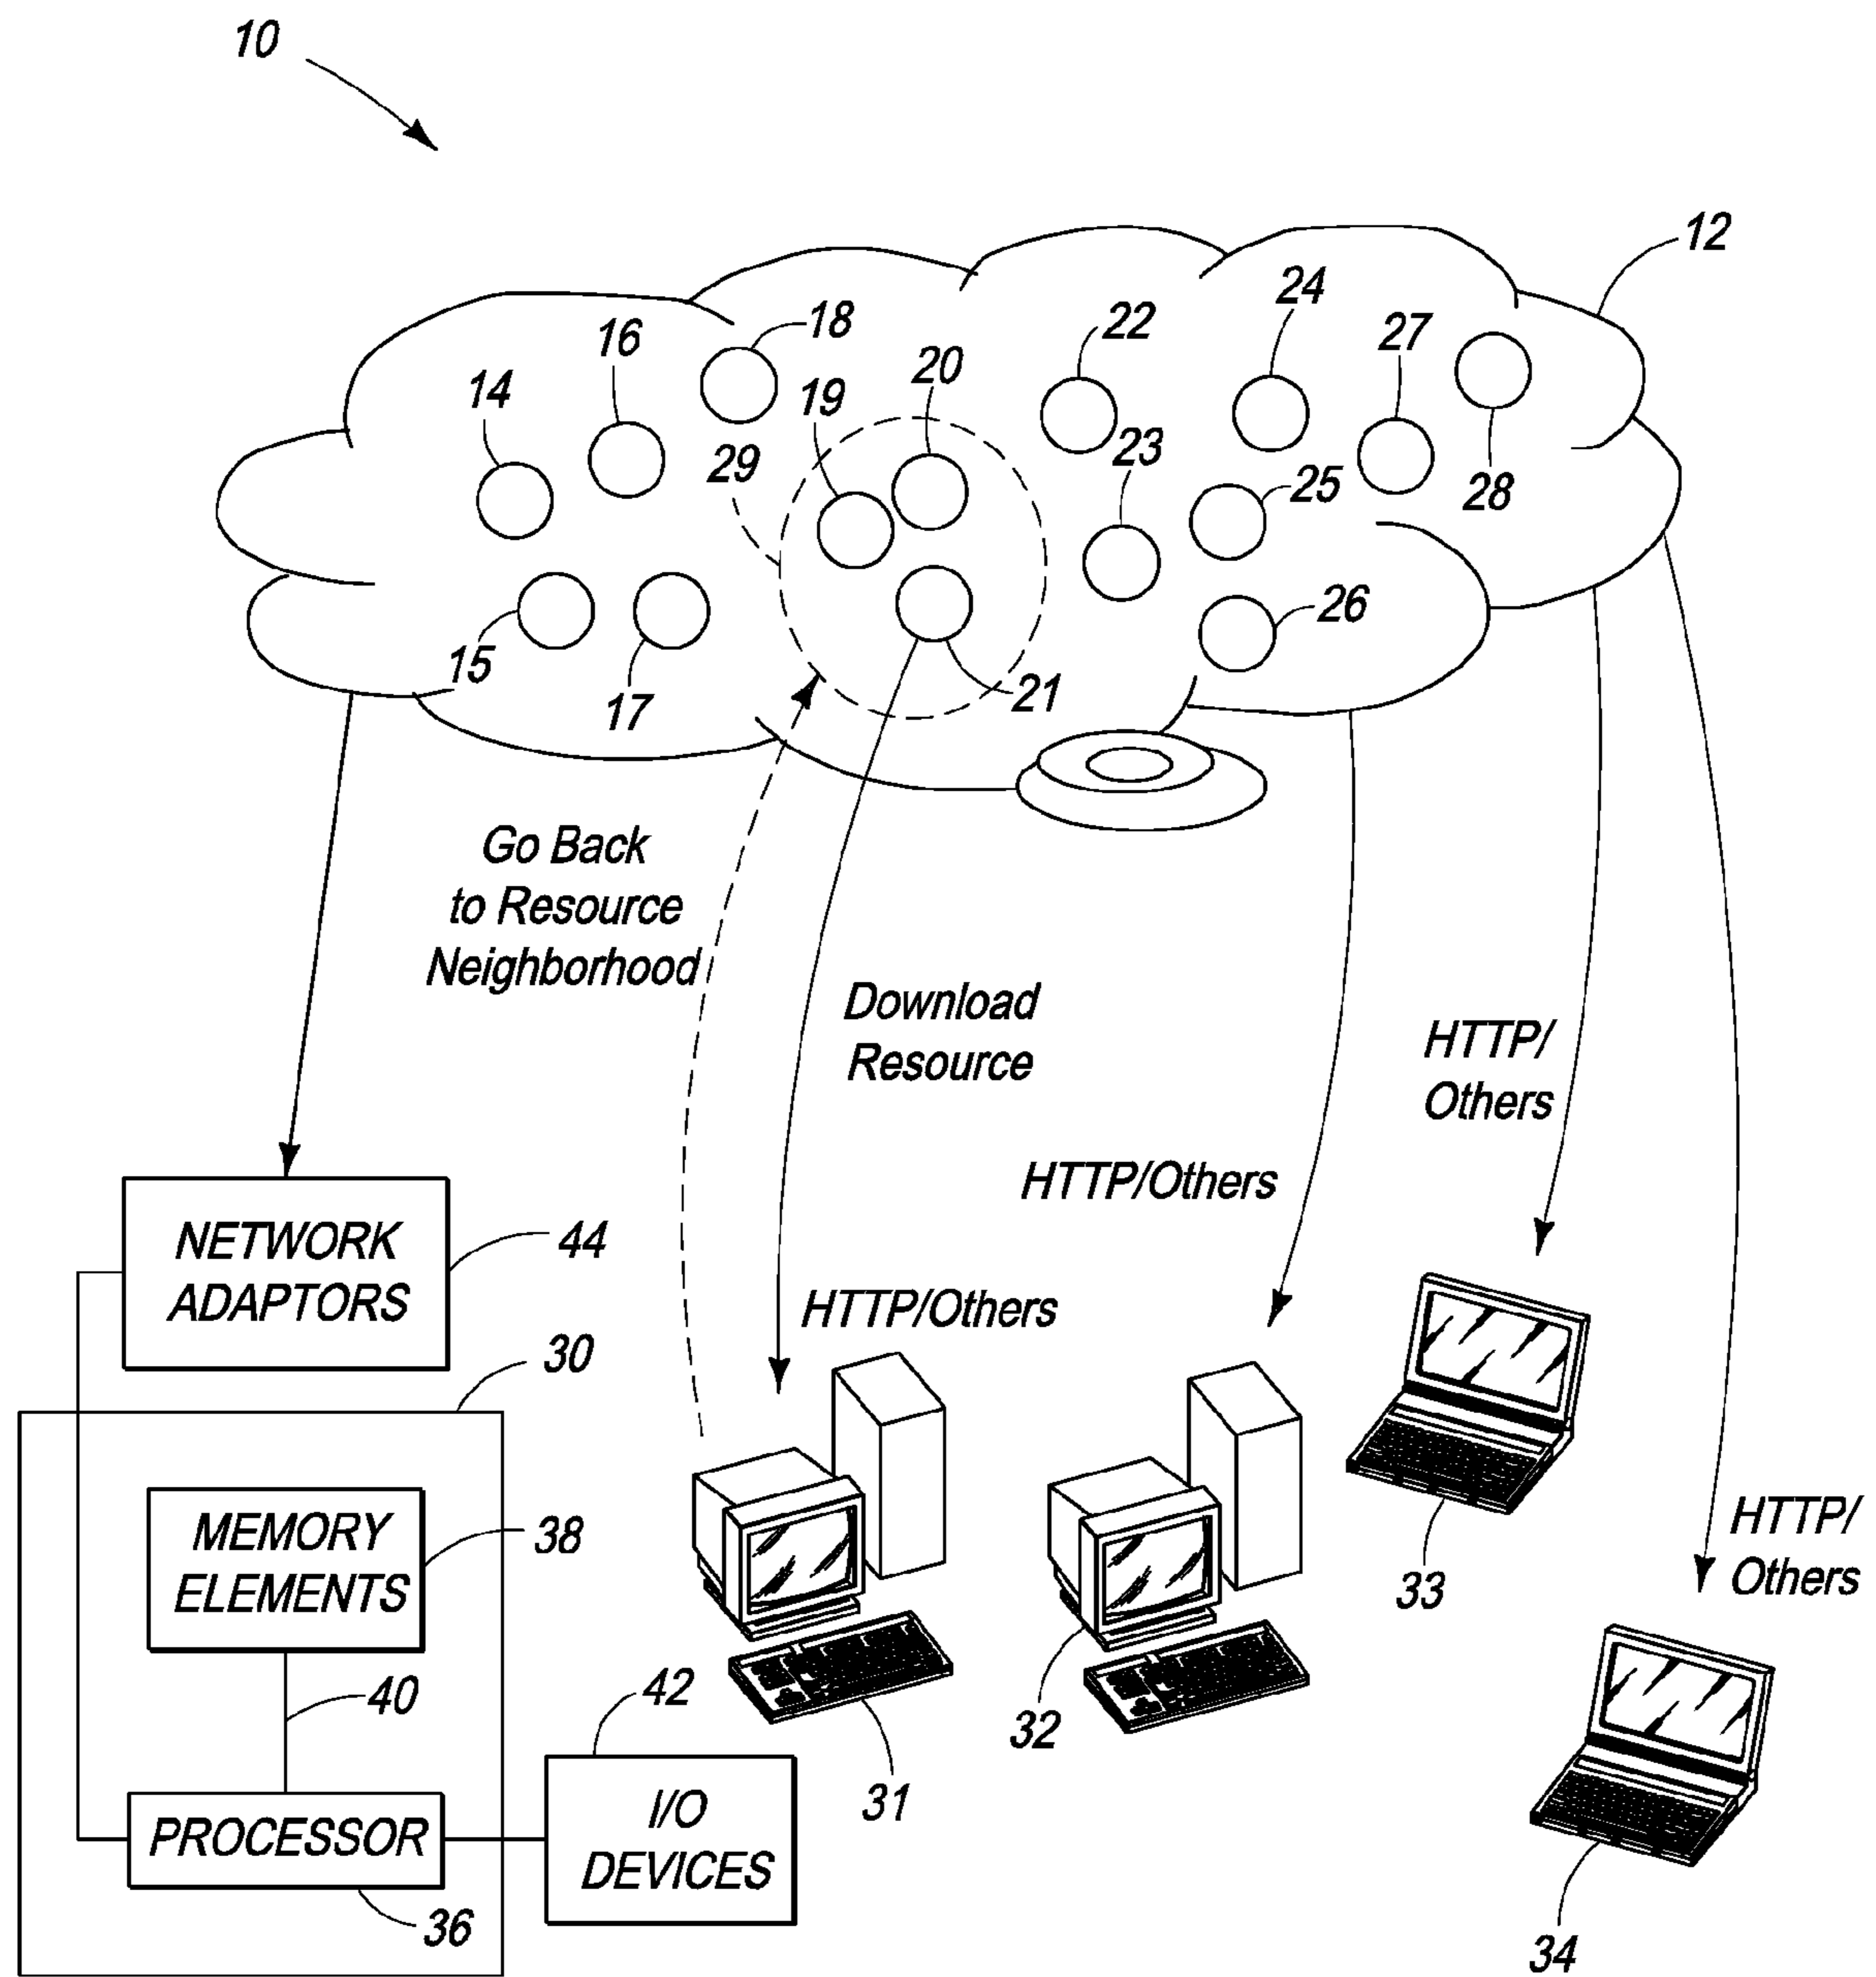 10
12
24
18
22
27
16
20
14
19
23
29
25
28
26
15
21
17
Go Back
to Resource
Neighborhood
Download
Resource
HTTP/
Others
HTTP/Others
NETWORK
ADAPTORS
44
HTTP/Others
30
MEMORY
ELEMENTS
38
HTTP/
Others
33
40
42
32
31
I/O
DEVICES
PROCESSOR
36
34